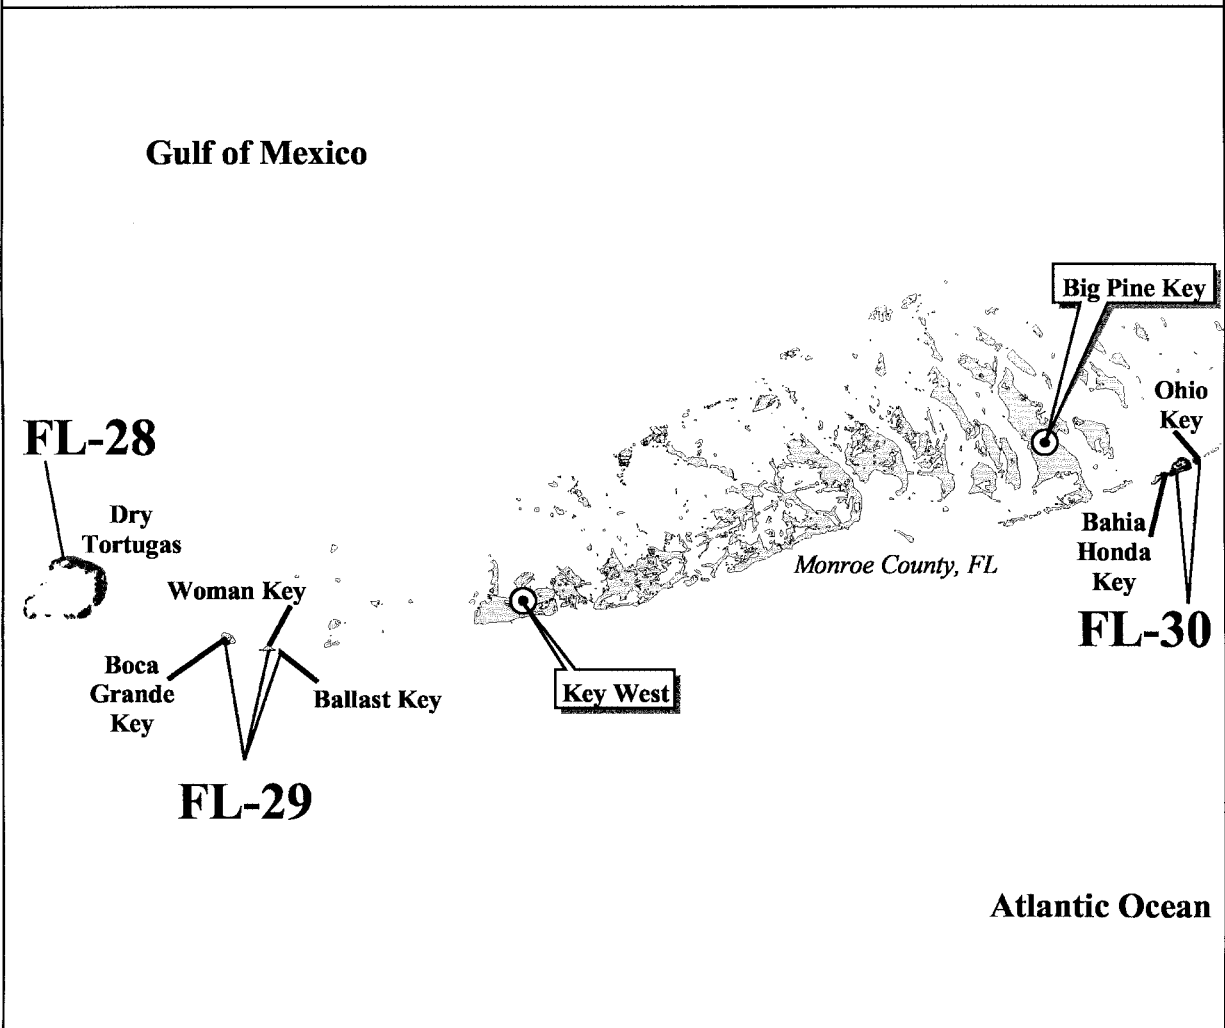 Gulf of Mexico
Big Pine Key
Ohio
Key
FL-28
Dry
Tortugas
Bahia
Honda
Key
Monroe County, FL
Woman Key
FL-30
Boca
Grande
Key
Ballast Key
Key West
FL-29
Atlantic Ocean